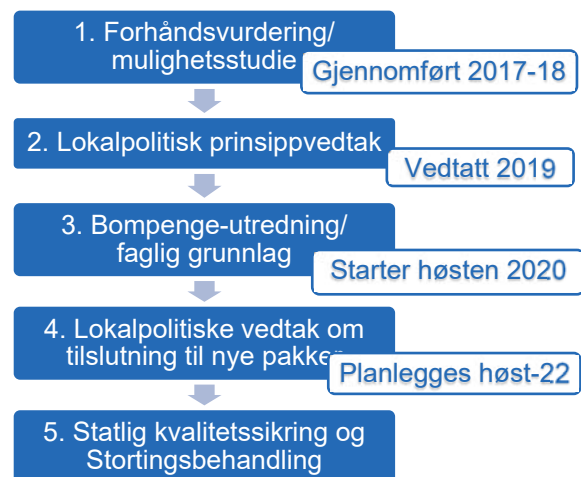 1. Forhåndsvurdering/
mulighetsstudie
Gjennomført 2017-18
2. Lokalpolitisk prinsippvedtak
Vedtatt 2019
3. Bompenge-utredning/
faglig grunnlag
Starter høsten 2020
4. Lokalpolitiske vedtak om
tilslutning til nye pakker
Planlegges høst-22
5. Statlig kvalitetssikring og
Stortingsbehandling